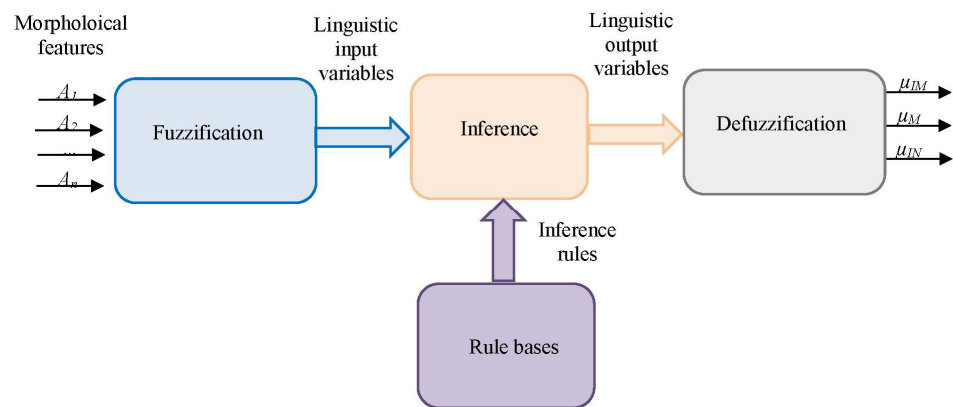 Morpholoical
features
A1
A2
...
An
Fuzzification
Linguistic
input
variables
Inference
Linguistic
output
variables
Defuzzification
μIM
μM
μIN
Inference
rules
Rule bases